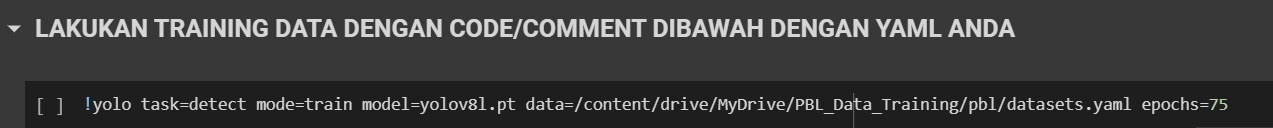 LAKUKAN TRAINING DATA DENGAN CODE/COMMENT DIBAWAH DENGAN YAML ANDA
[ ] !yolo task=detect mode=train model=yolov8l.pt data=/content/drive/MyDrive/PBL_Data_Training/pbl/datasets.yaml epochs=75